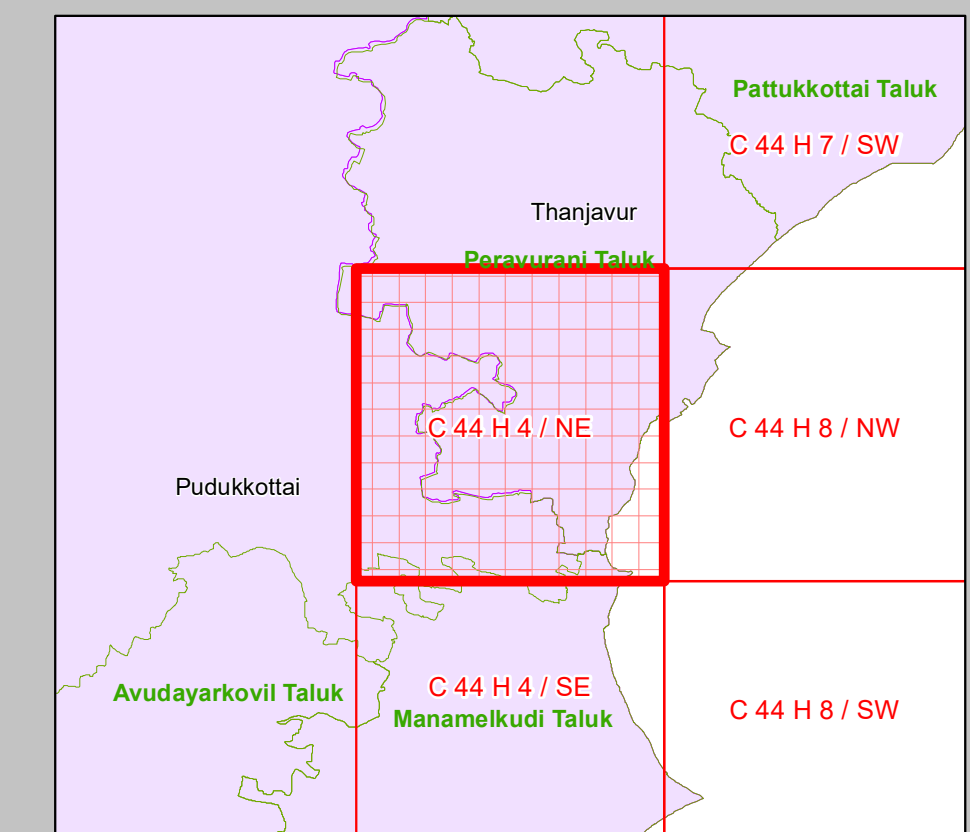 Pattukkottai Taluk
C 44 H 7 / SW
Thanjavur
Peravurani Taluk
C 44 H 4 / NE
C 44 H 8 / NW
Pudukkottai
Avudayarkovil Taluk
C 44 H 4 / SE
Manamelkudi Taluk
C 44 H 8 / SW